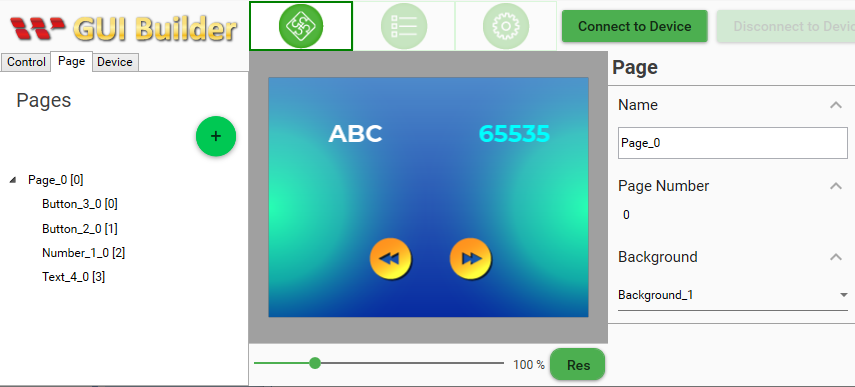 GUI Builder
Connect to Device
Disconnect to Devic
Control
Page
Device
Pages
+
Page_0 [0]
Button_3_0 [0]
Button_2_0 [1]
Number_1_0 [2]
Text_4_0 [3]
ABC
65535
100 %
Res
Page
Name
Page_0
Page Number
0
Background
Background_1